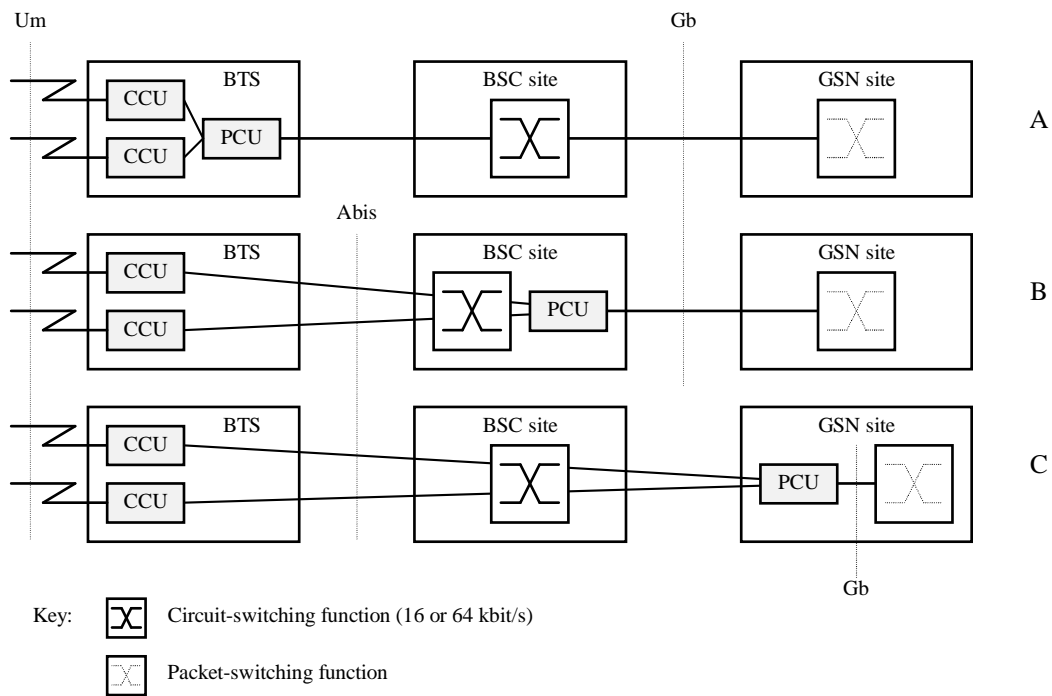 Um
Gb
BTS
CCU
CCU
PCU
BSC site
GSN site
A
Abis
BTS
CCU
CCU
BSC site
PCU
GSN site
B
BTS
CCU
CCU
BSC site
GSN site
PCU
C
Gb
Key:
Circuit-switching function (16 or 64 kbit/s)
Packet-switching function